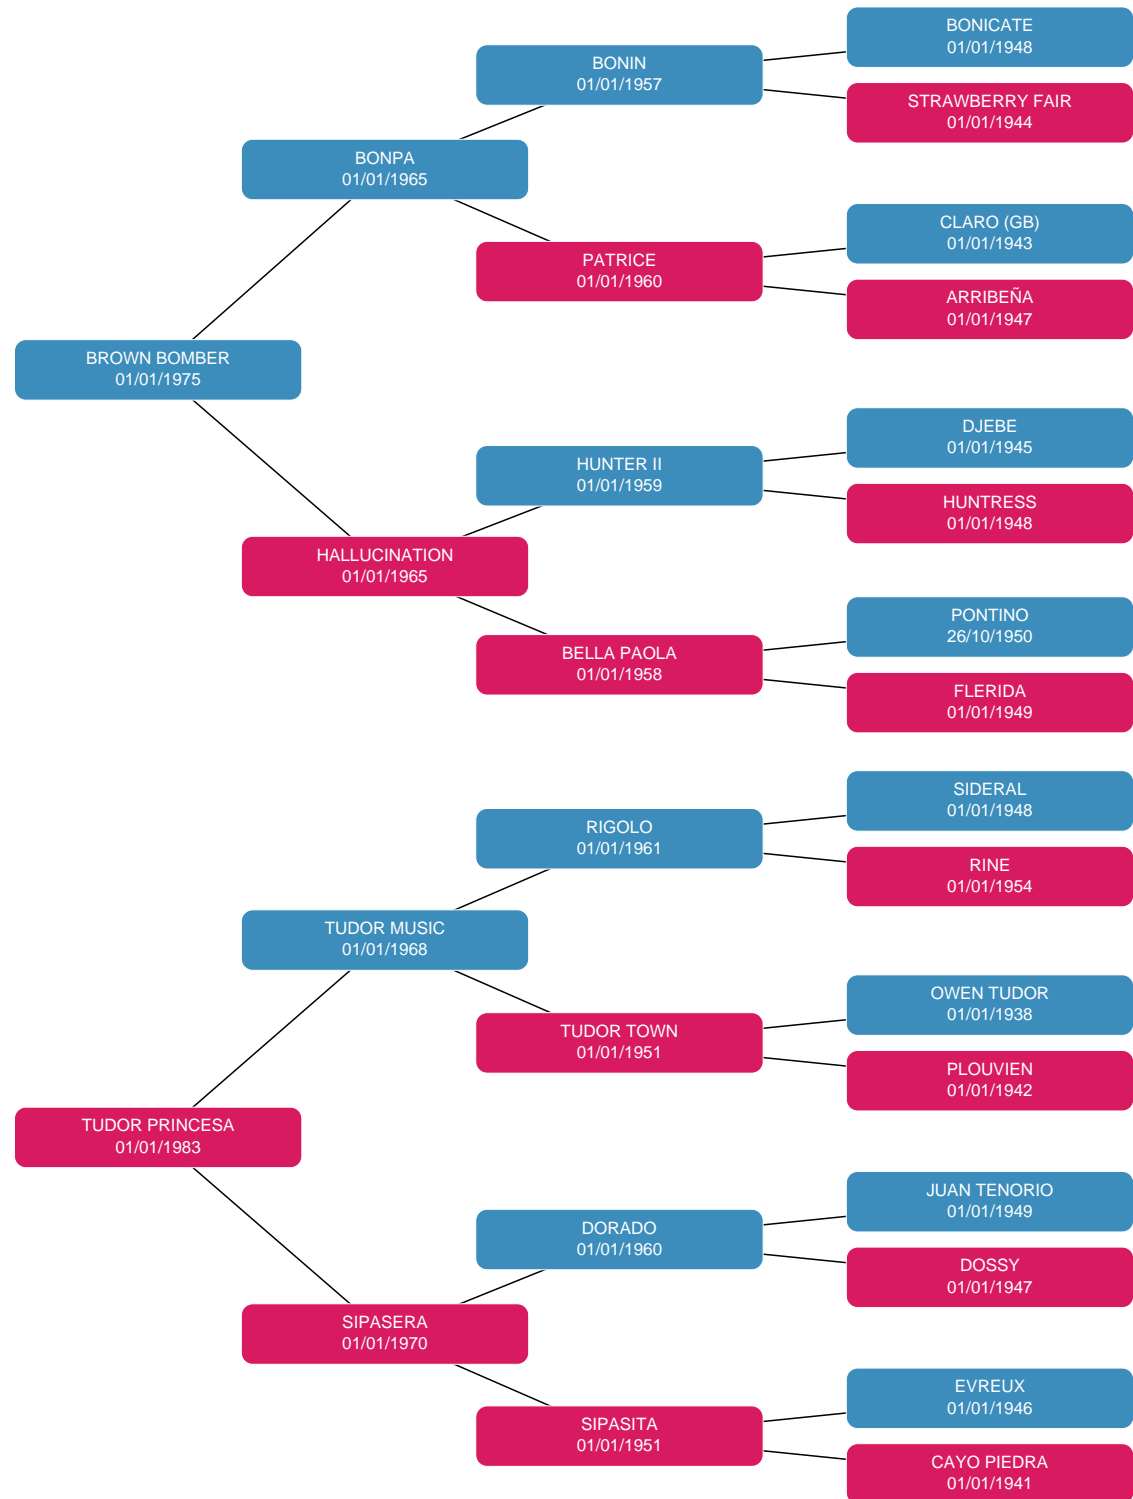 BONICATE
01/01/1948
BONIN
01/01/1957
STRAWBERRY FAIR
01/01/1944
BONPA
01/01/1965
CLARO (GB)
01/01/1943
PATRICE
01/01/1960
ARRIBEÑA
01/01/1947
BROWN BOMBER
01/01/1975
DJEBE
01/01/1945
HUNTER II
01/01/1959
HUNTRESS
01/01/1948
HALLUCINATION
01/01/1965
PONTINO
26/10/1950
BELLA PAOLA
01/01/1958
FLERIDA
01/01/1949
SIDERAL
01/01/1948
RIGOLO
01/01/1961
RINE
01/01/1954
TUDOR MUSIC
01/01/1968
OWEN TUDOR
01/01/1938
TUDOR TOWN
01/01/1951
PLOUVIEN
01/01/1942
TUDOR PRINCESA
01/01/1983
JUAN TENORIO
01/01/1949
DORADO
01/01/1960
DOSSY
01/01/1947
SIPASERA
01/01/1970
EVREUX
01/01/1946
SIPASITA
01/01/1951
CAYO PIEDRA
01/01/1941